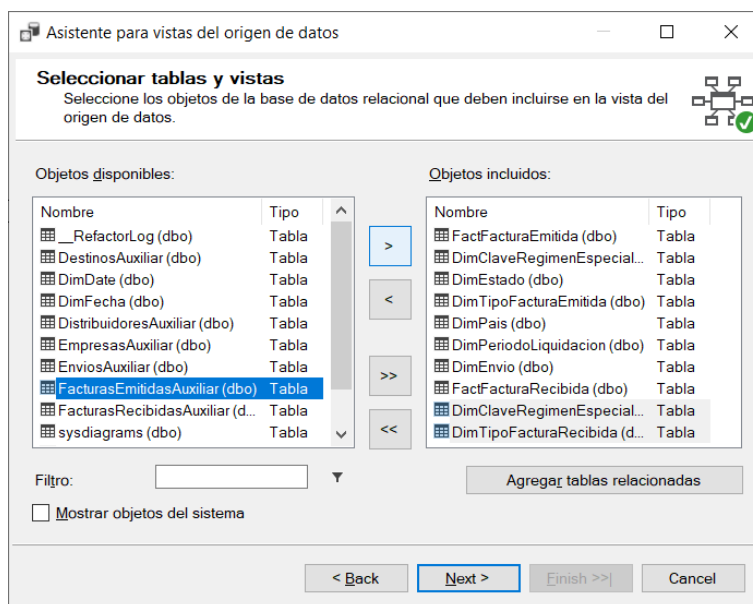 Asistente para vistas del origen de datos
Seleccionar tablas y vistas
Seleccione los objetos de la base de datos relacional que deben incluirse en la vista del
origen de datos.
Objetos disponibles:
Nombre Tipo
__RefactorLog (dbo) Tabla
DestinosAuxiliar (dbo) Tabla
DimDate (dbo) Tabla
DimFecha (dbo) Tabla
DistribuidoresAuxiliar (dbo) Tabla
EmpresasAuxiliar (dbo) Tabla
EnviosAuxiliar (dbo) Tabla
FacturasEmitidasAuxiliar (dbo) Tabla
FacturasRecibidasAuxiliar (d... Tabla
sysdiagrams (dbo) Tabla
>
<
>>
<<
Objetos incluidos:
Nombre Tipo
FactFacturaEmitida (dbo) Tabla
DimClaveRegimenEspecial... Tabla
DimEstado (dbo) Tabla
DimTipoFacturaEmitida (dbo) Tabla
DimPais (dbo) Tabla
DimPeriodoLiquidacion (dbo) Tabla
DimEnvio (dbo) Tabla
FactFacturaRecibida (dbo) Tabla
DimClaveRegimenEspecial... Tabla
DimTipoFacturaRecibida (d... Tabla
Filtro:
Agregar tablas relacionadas
Mostrar objetos del sistema
< Back Next > Finish >>| Cancel